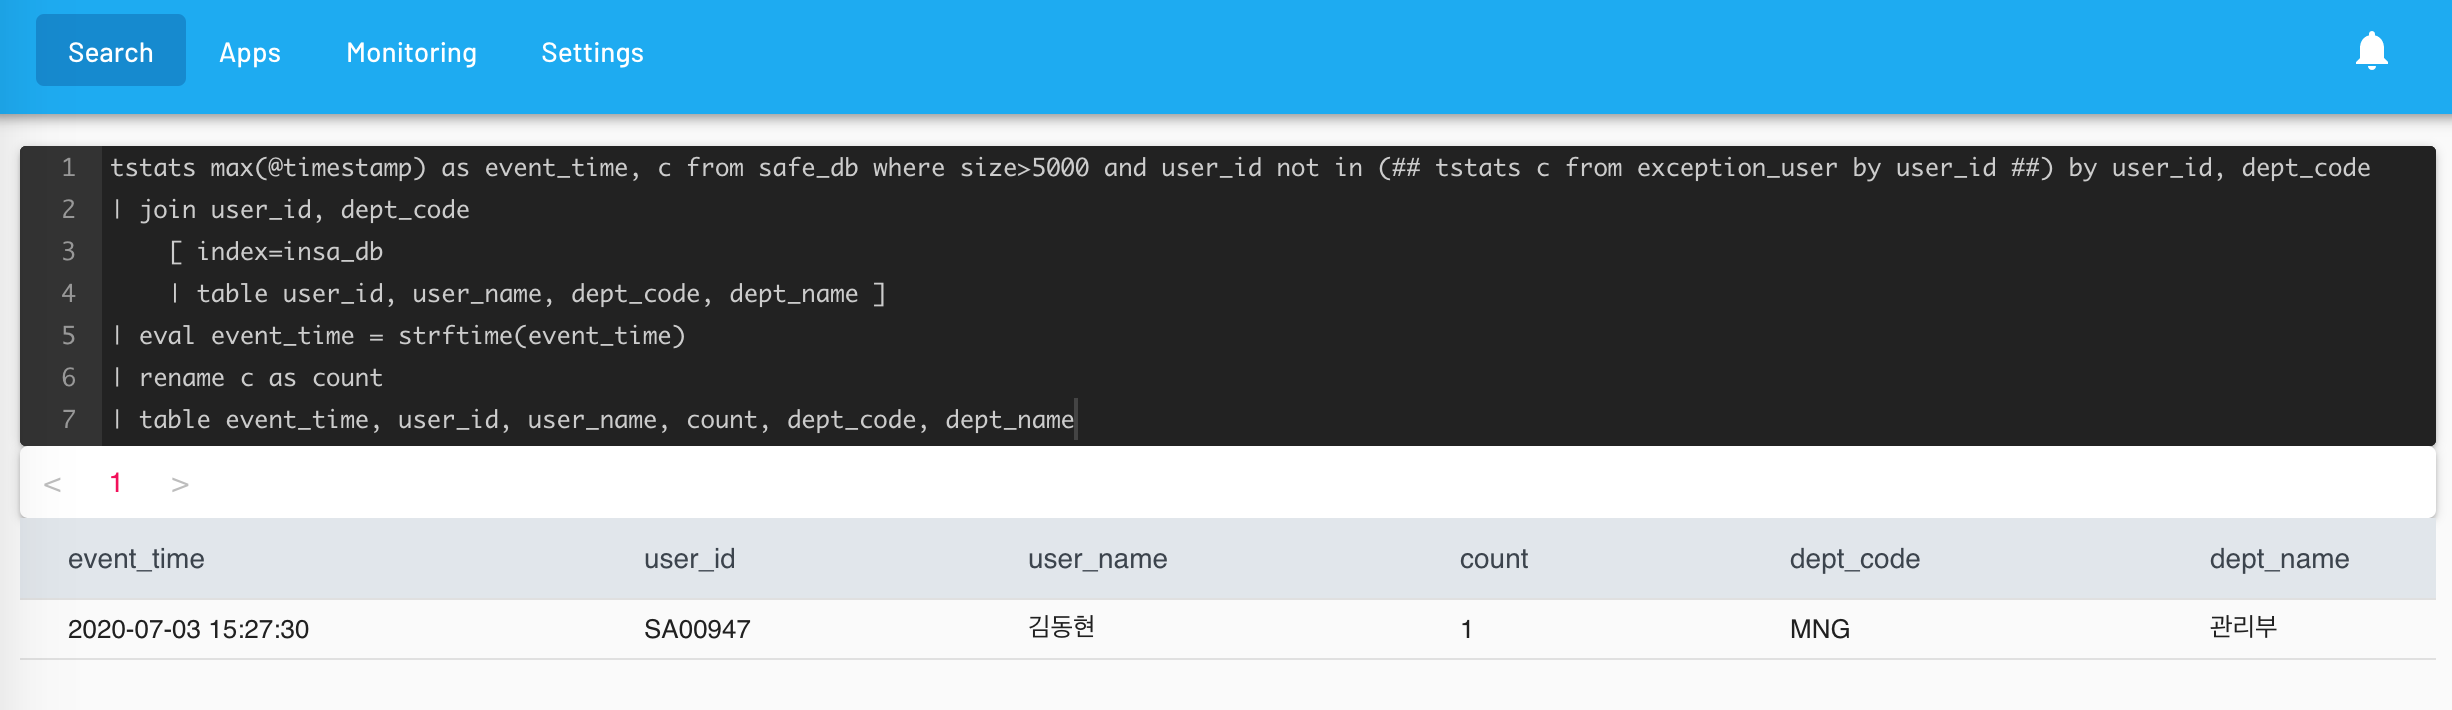 Search Apps Monitoring Settings
1 tstats max(@timestamp) as event_time, c from safe_db where size>5000 and user_id not in (## tstats c from exception_user by user_id ##) by user_id, dept_code
2 | join user_id, dept_code
3 [ index=insa_db
4 | table user_id, user_name, dept_code, dept_name ]
5 | eval event_time = strftime(event_time)
6 | rename c as count
7 | table event_time, user_id, user_name, count, dept_code, dept_name
< 1 >
event_time user_id user_name count dept_code dept_name
2020-07-03 15:27:30 SA00947 김동현 1 MNG 관리부